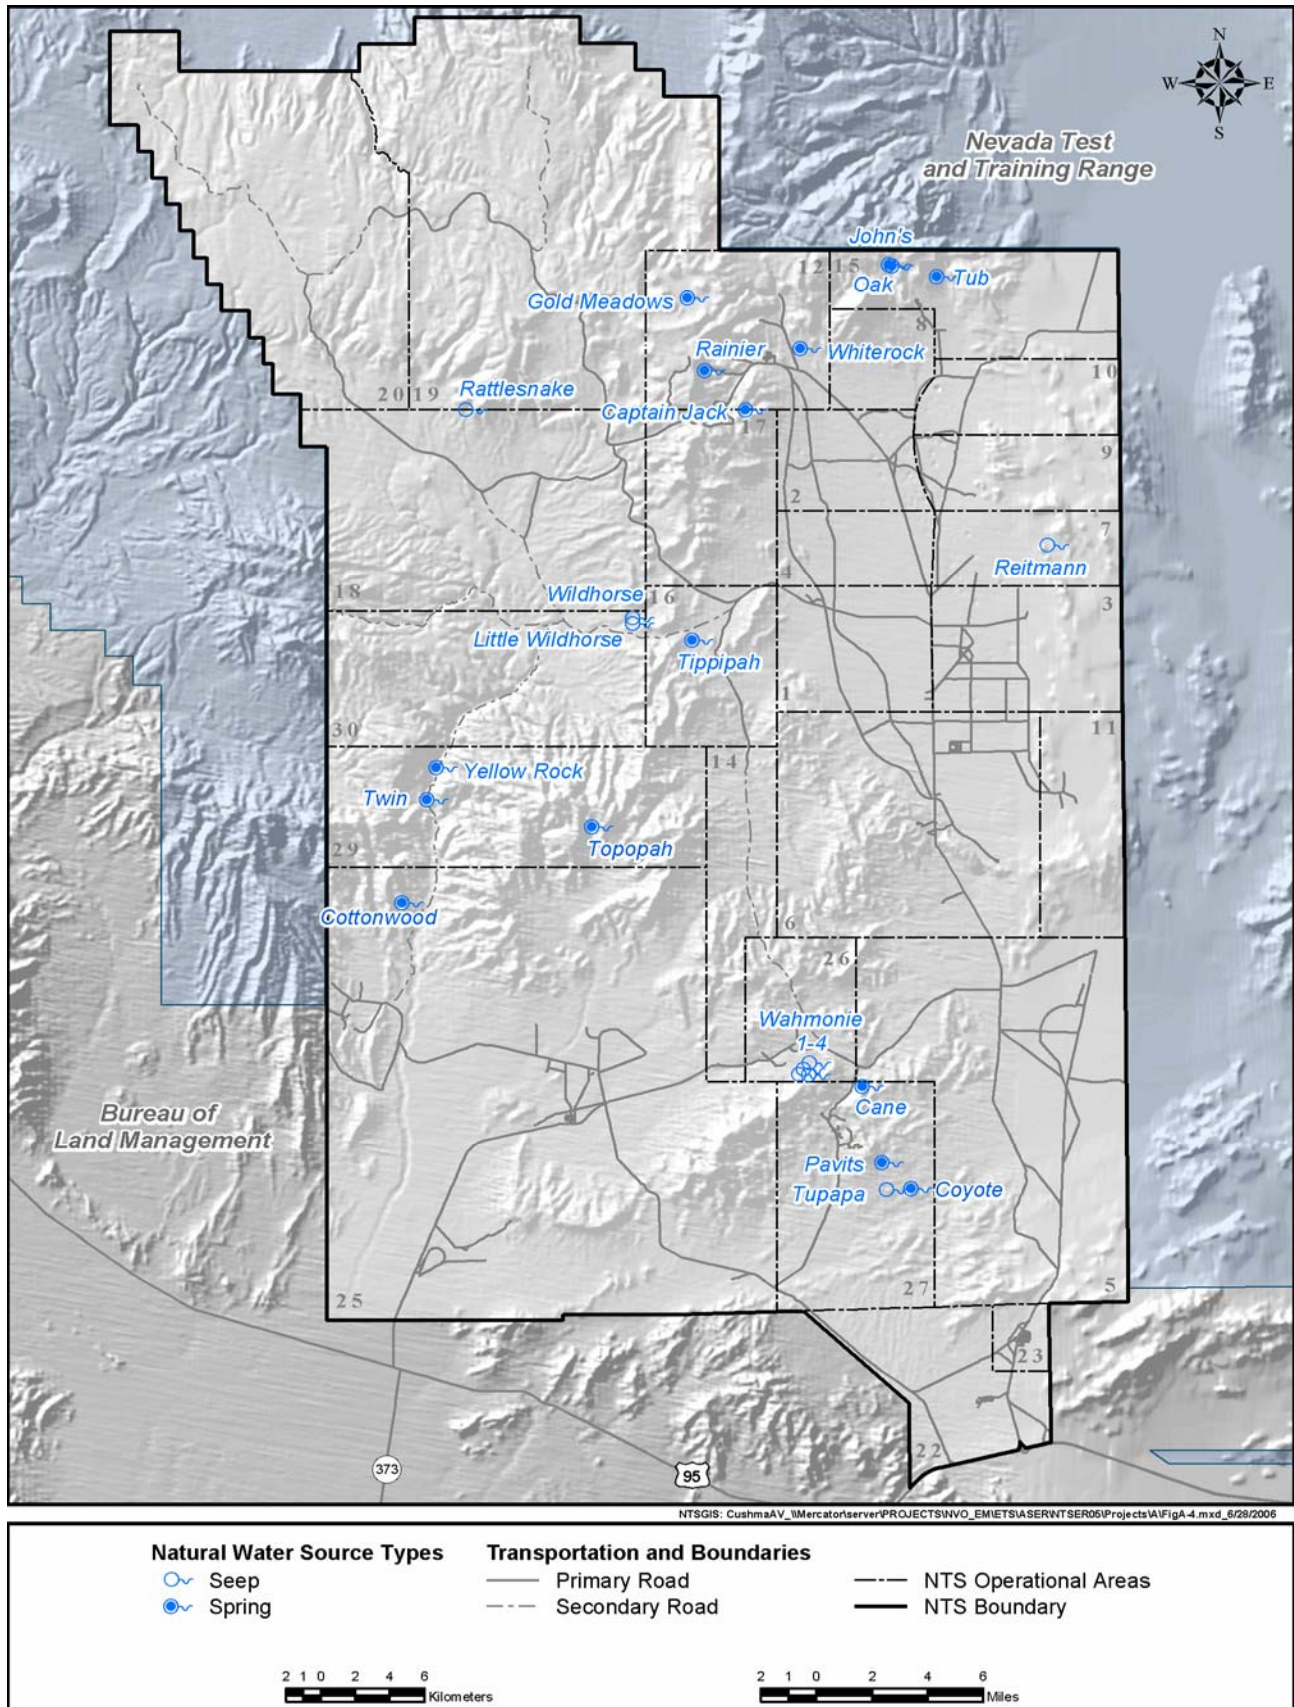 N
W E
S
Nevada Test
and Training Range
John's
12 15
Oak
Tub
Gold Meadows
8
Rainier
Whiterock
10
20 19
Rattlesnake
Captain Jack
17
9
2
7
Reitmann
4
18
Wildhorse
16
3
Little Wildhorse
Tippipah
1
30
11
14
Yellow Rock
Twin
Topopah
29
Cottonwood
6
26
Wahmonie
1-4
Cane
Bureau of
Land Management
Pavits
Tupapa
Coyote
25
27
5
23
22
373
95
NTSGIS: CushmaAV_\\Mercator\server\PROJECTS\NVO_EM\ETS\ASER\NTSER05\Projects\A\FigA-4.mxd_6/28/2006
Natural Water Source Types
Seep
Spring
Transportation and Boundaries
Primary Road
Secondary Road
NTS Operational Areas
NTS Boundary
2 1 0 2 4 6
Kilometers
2 1 0 2 4 6
Miles